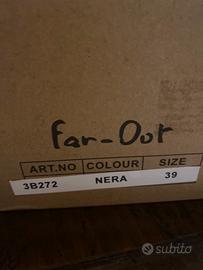 Far-Out
ART.NO COLOUR SIZE
3B272 NERA 39
subito